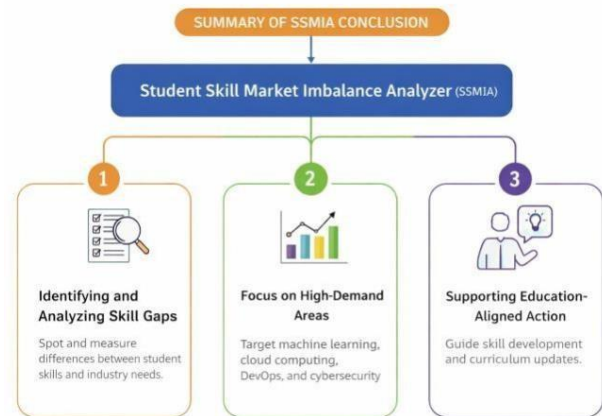 SUMMARY OF SSMIA CONCLUSION
Student Skill Market Imbalance Analyzer (SSMIA)
1
Identifying and
Analyzing Skill Gaps
Spot and measure
differences between student
skills and industry needs.
2
Focus on High-Demand
Areas
Target machine learning,
cloud computing,
DevOps, and cybersecurity
3
Supporting Education-
Aligned Action
Guide skill development
and curriculum updates.